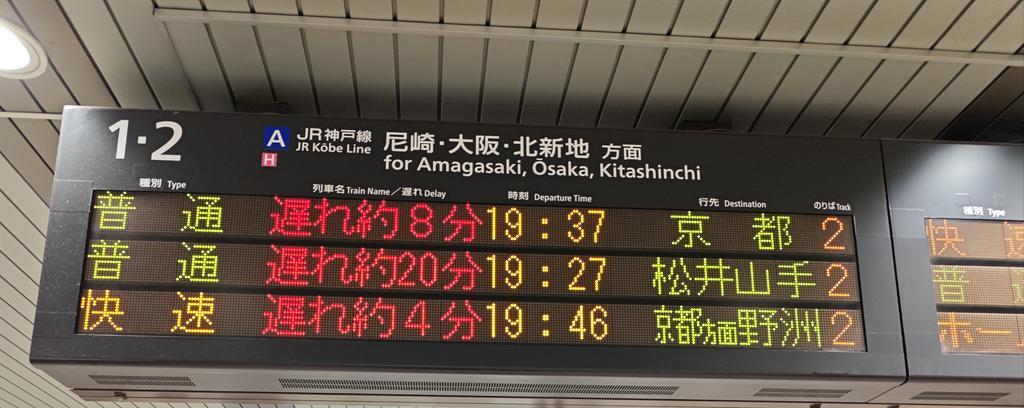 1・2
A JR神戸線 尼崎・大阪・北新地 方面
H JR Kōbe Line for Amagasaki, Ōsaka, Kitashinchi
種別 Type 列車名 Train Name／遅れ Delay 時刻 Departure Time 行先 Destination のりば Track
普通 遅れ約8分 19:37 京都 2
普通 遅れ約20分 19:27 松井山手 2
快速 遅れ約4分 19:46 京都方面野洲 2
種別 Type
快速
普
ホー